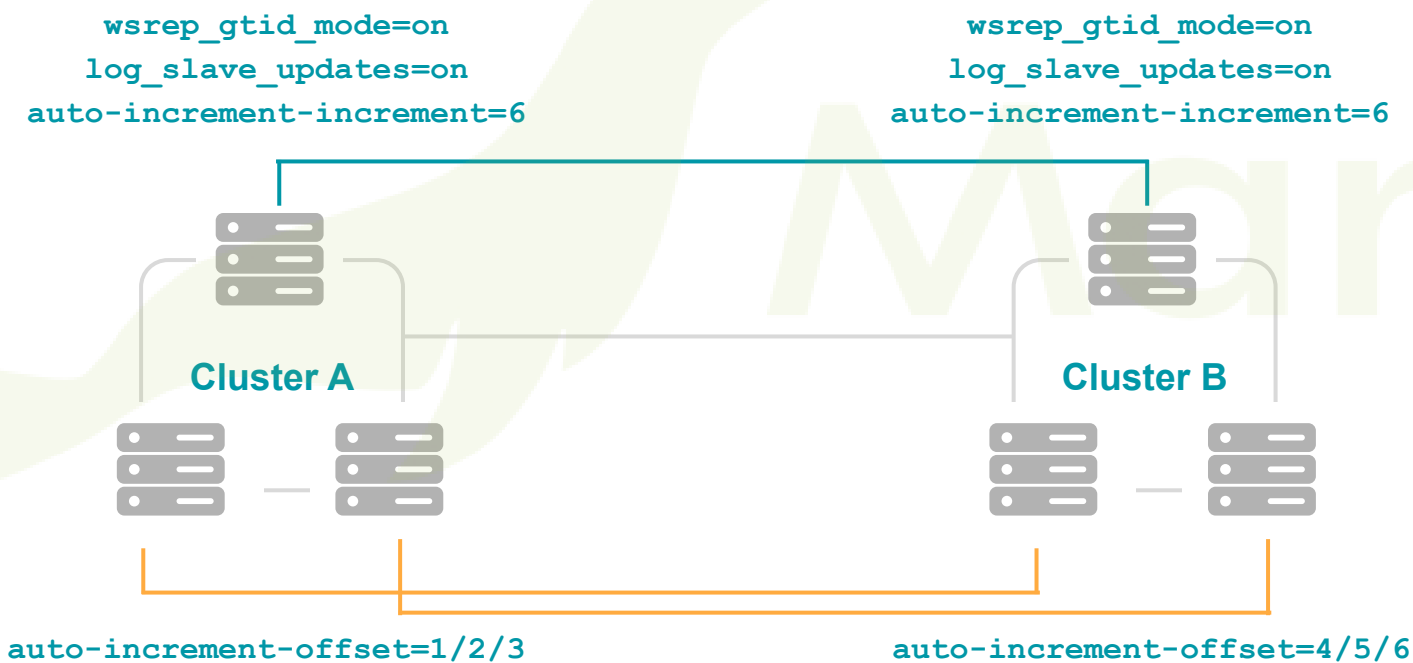 wsrep_gtid_mode=on
log_slave_updates=on
auto-increment-increment=6
wsrep_gtid_mode=on
log_slave_updates=on
auto-increment-increment=6
Cluster A
Cluster B
auto-increment-offset=1/2/3
auto-increment-offset=4/5/6